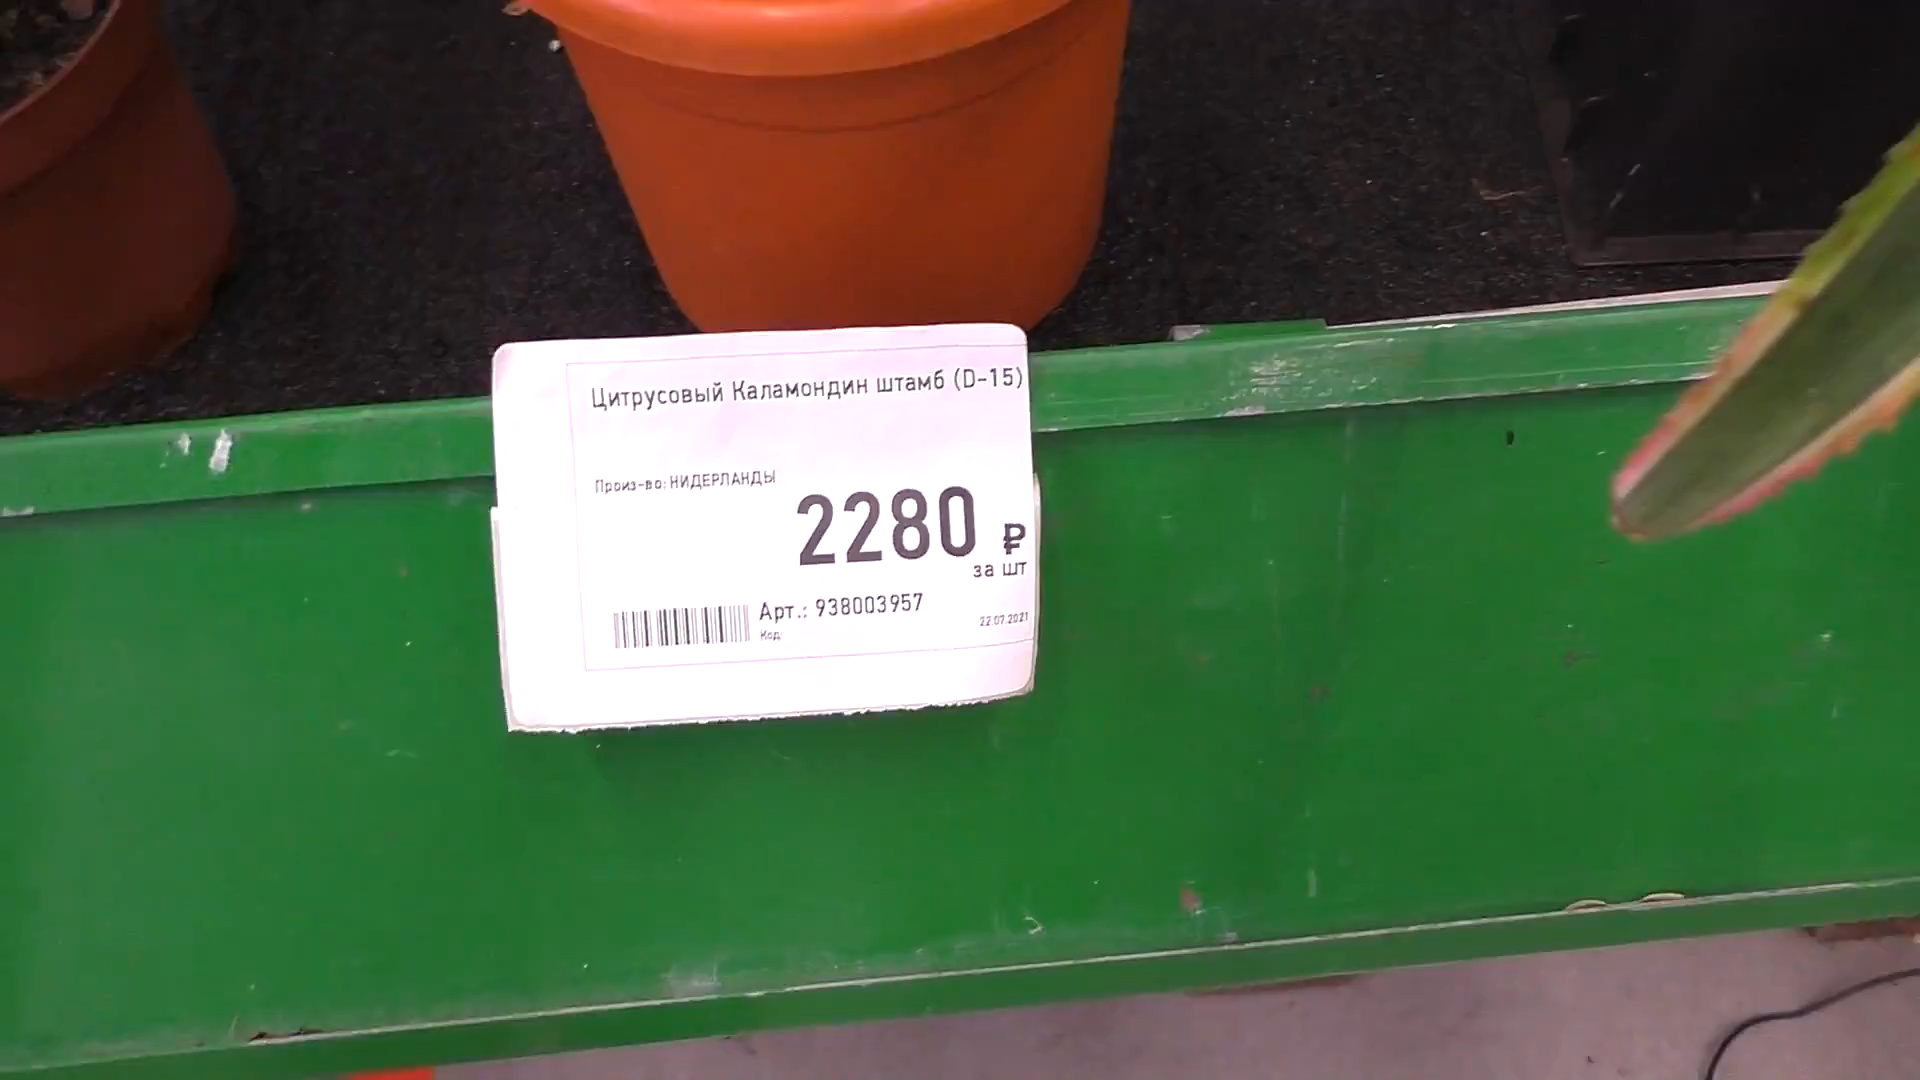 Цитрусовый Каламондин штамб (D-15)
Произ-во: НИДЕРЛАНДЫ
2280 ₽
за шт
Арт.: 938003957
Код:
22.07.2021